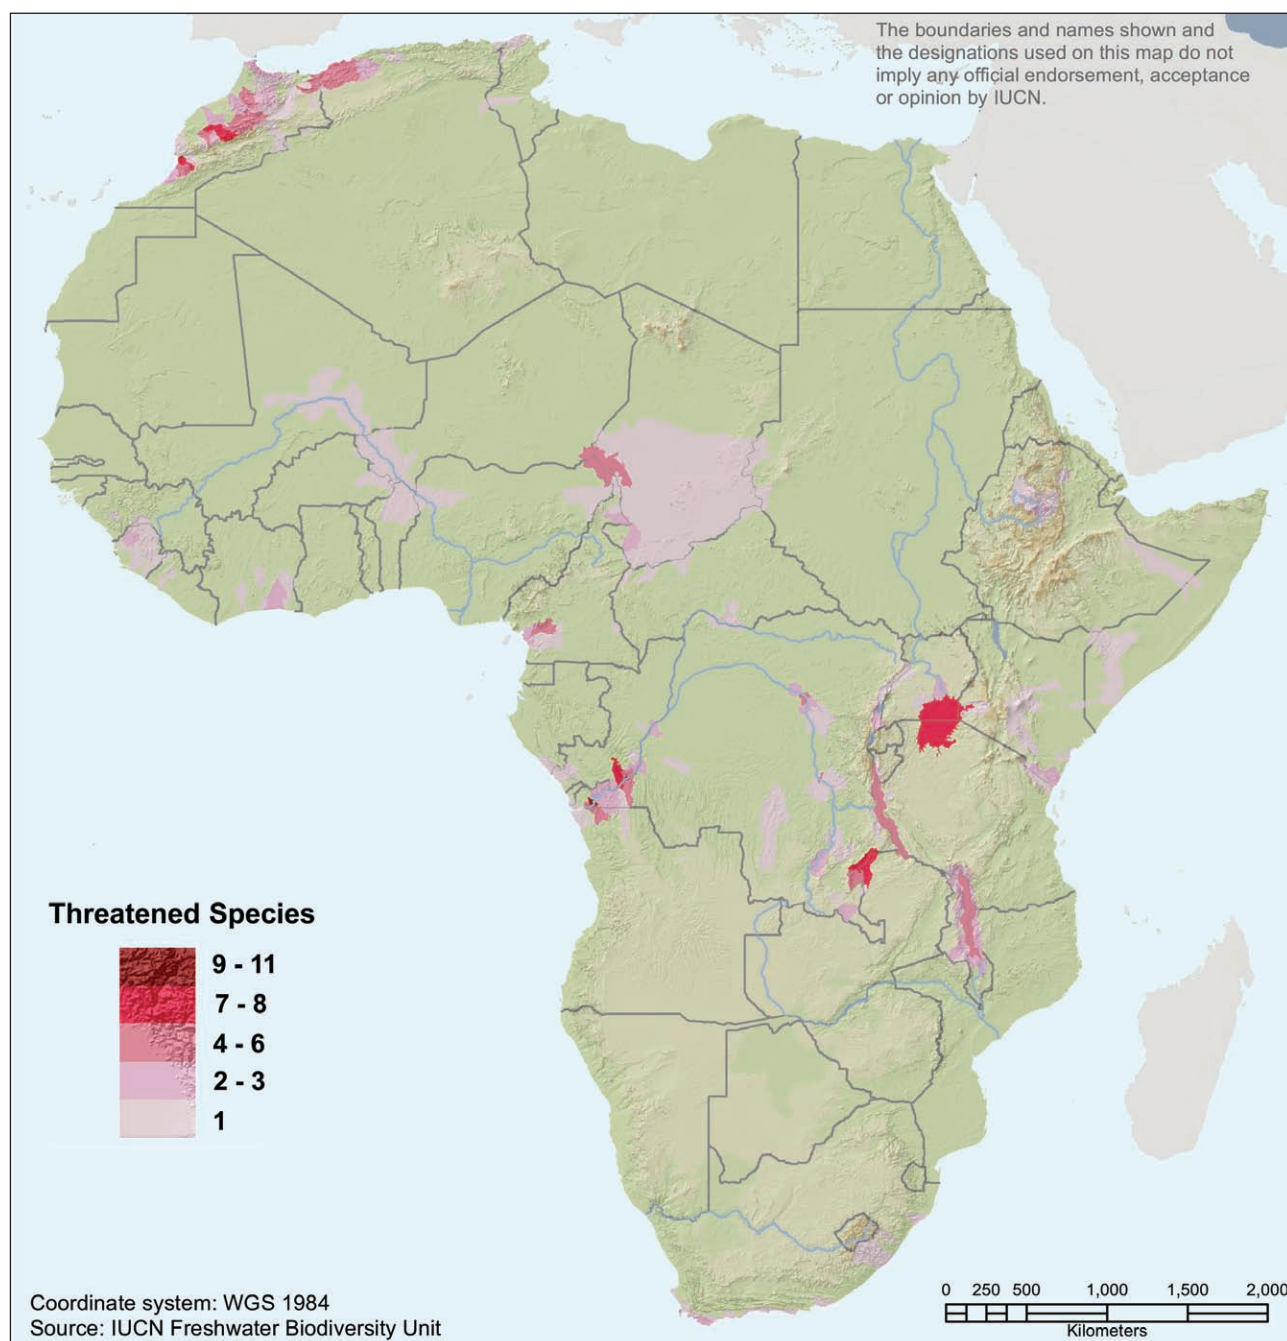 The boundaries and names shown and
the designations used on this map do not
imply any official endorsement, acceptance
or opinion by IUCN.
Threatened Species
9 - 11
7 - 8
4 - 6
2 - 3
1
Coordinate system: WGS 1984
Source: IUCN Freshwater Biodiversity Unit
0 250 500 1,000 1,500 2,000
Kilometers